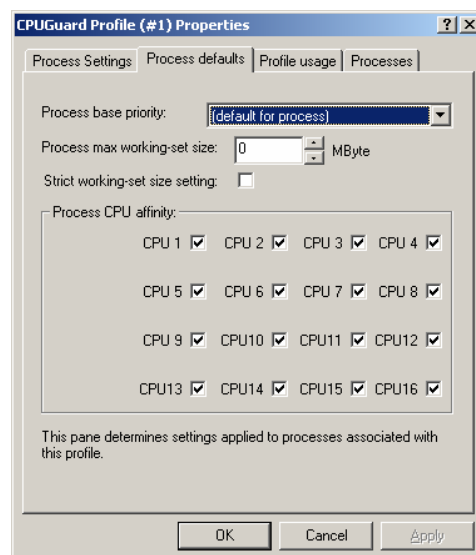 CPUGuard Profile (#1) Properties
Process Settings Process defaults Profile usage Processes
Process base priority: (default for process)
Process max working-set size: 0 MByte
Strict working-set size setting:
Process CPU affinity:
CPU 1 CPU 2 CPU 3 CPU 4
CPU 5 CPU 6 CPU 7 CPU 8
CPU 9 CPU10 CPU11 CPU12
CPU13 CPU14 CPU15 CPU16
This pane determines settings applied to processes associated with
this profile.
OK Cancel Apply